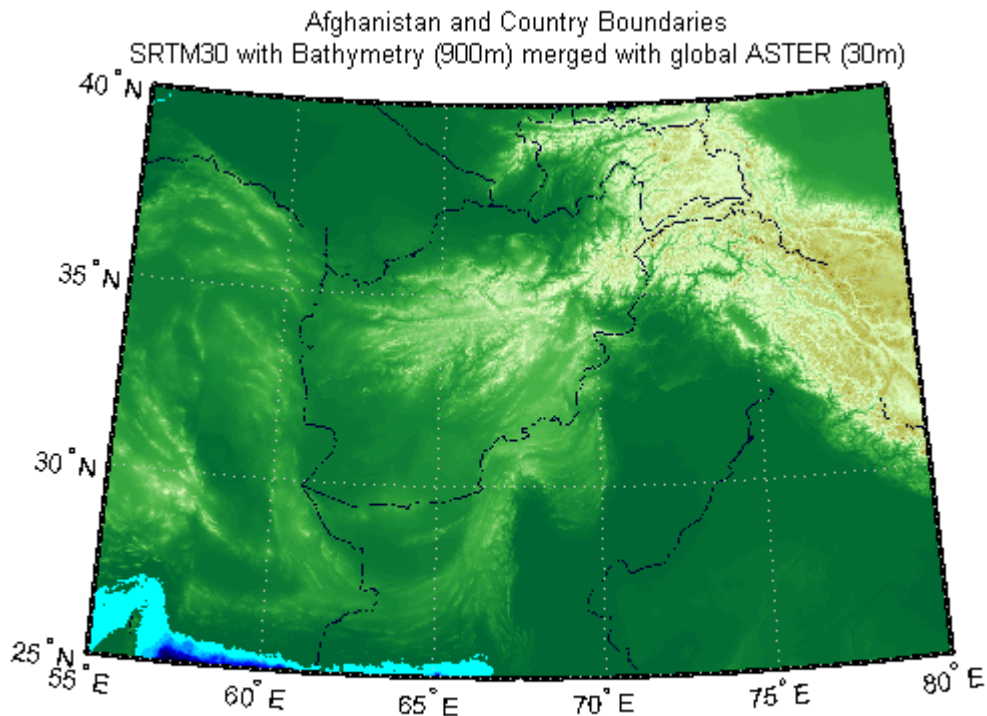 Afghanistan and Country Boundaries
SRTM30 with Bathymetry (900m) merged with global ASTER (30m)
40°N
35°N
30°N
25°N
55°E
60°E
65°E
70°E
75°E
80°E